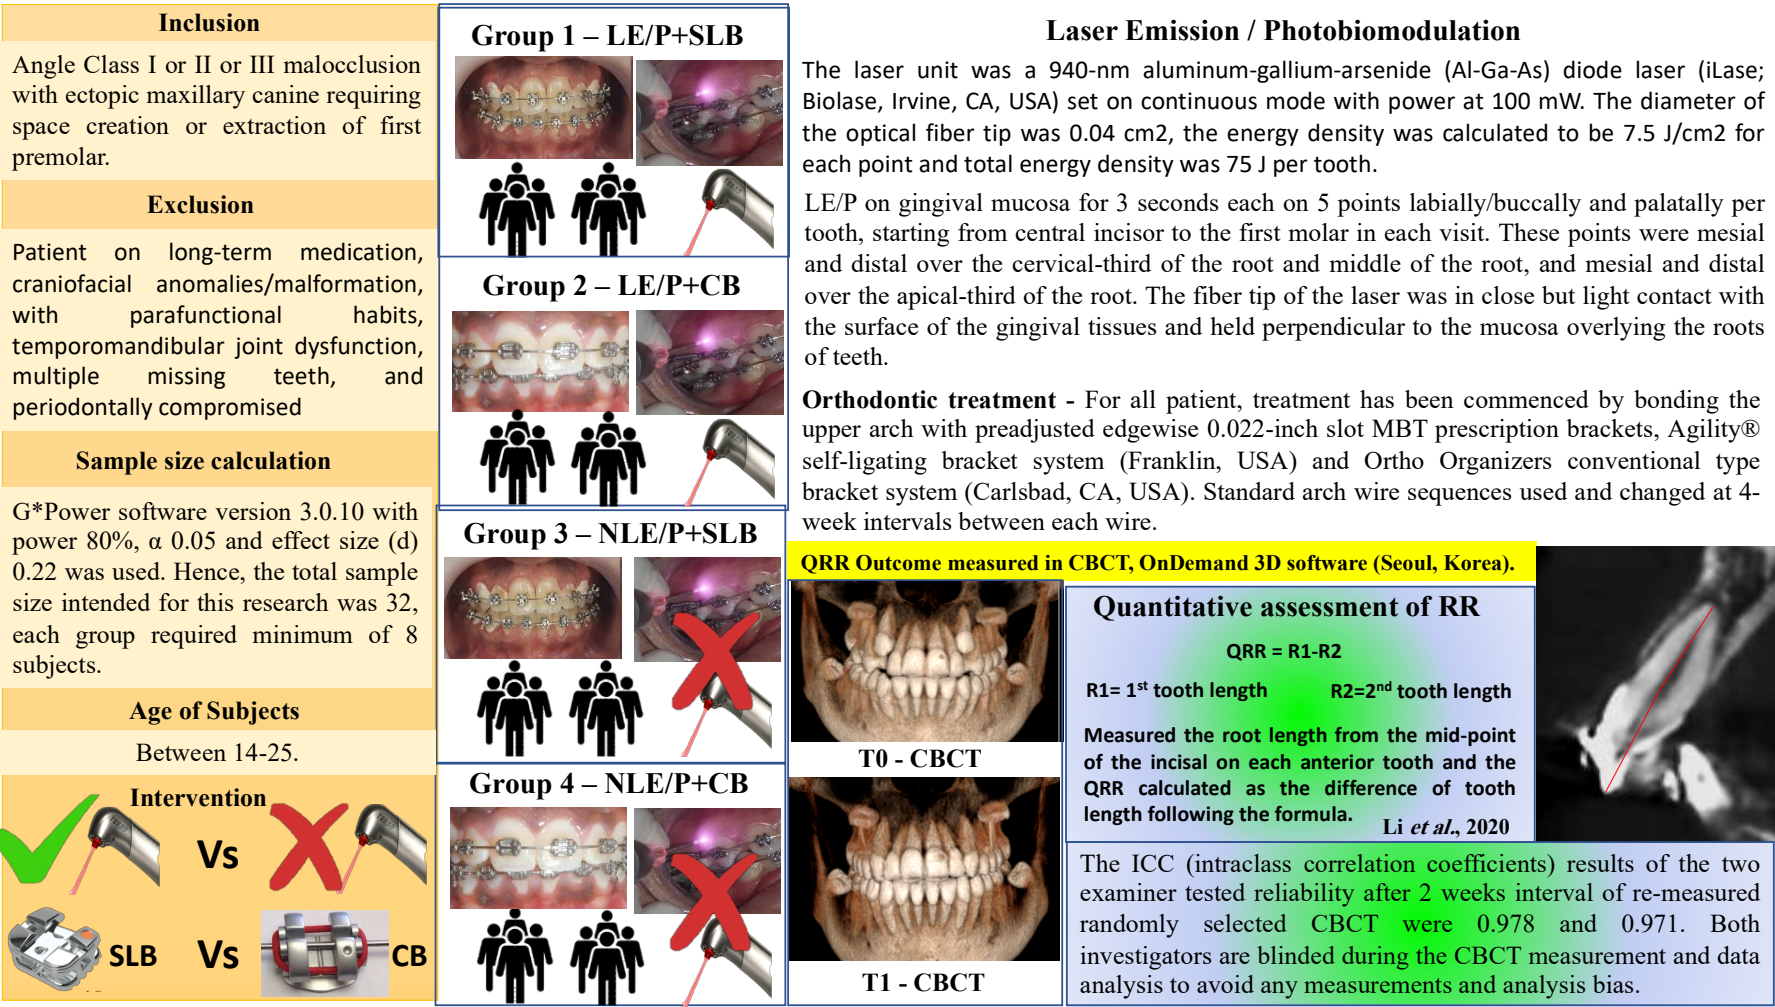 Inclusion
Angle Class I or II or III malocclusion
with ectopic maxillary canine requiring
space creation or extraction of first
premolar.
Exclusion
Patient on long-term medication,
craniofacial anomalies/malformation,
with parafunctional habits,
temporomandibular joint dysfunction,
multiple missing teeth, and
periodontally compromised
Sample size calculation
G*Power software version 3.0.10 with
power 80%, α 0.05 and effect size (d)
0.22 was used. Hence, the total sample
size intended for this research was 32,
each group required minimum of 8
subjects.
Age of Subjects
Between 14-25.
Intervention
Vs
SLB Vs CB
Group 1 – LE/P+SLB
Group 2 – LE/P+CB
Group 3 – NLE/P+SLB
Group 4 – NLE/P+CB
Laser Emission / Photobiomodulation
The laser unit was a 940-nm aluminum-gallium-arsenide (Al-Ga-As) diode laser (iLase;
Biolase, Irvine, CA, USA) set on continuous mode with power at 100 mW. The diameter of
the optical fiber tip was 0.04 cm2, the energy density was calculated to be 7.5 J/cm2 for
each point and total energy density was 75 J per tooth.
LE/P on gingival mucosa for 3 seconds each on 5 points labially/buccally and palatally per
tooth, starting from central incisor to the first molar in each visit. These points were mesial
and distal over the cervical-third of the root and middle of the root, and mesial and distal
over the apical-third of the root. The fiber tip of the laser was in close but light contact with
the surface of the gingival tissues and held perpendicular to the mucosa overlying the roots
of teeth.
Orthodontic treatment - For all patient, treatment has been commenced by bonding the
upper arch with preadjusted edgewise 0.022-inch slot MBT prescription brackets, Agility®
self-ligating bracket system (Franklin, USA) and Ortho Organizers conventional type
bracket system (Carlsbad, CA, USA). Standard arch wire sequences used and changed at 4-
week intervals between each wire.
QRR Outcome measured in CBCT, OnDemand 3D software (Seoul, Korea).
T0 - CBCT
T1 - CBCT
Quantitative assessment of RR
QRR = R1-R2
R1= 1st tooth length R2=2nd tooth length
Measured the root length from the mid-point
of the incisal on each anterior tooth and the
QRR calculated as the difference of tooth
length following the formula.
Li et al., 2020
The ICC (intraclass correlation coefficients) results of the two
examiner tested reliability after 2 weeks interval of re-measured
randomly selected CBCT were 0.978 and 0.971. Both
investigators are blinded during the CBCT measurement and data
analysis to avoid any measurements and analysis bias.